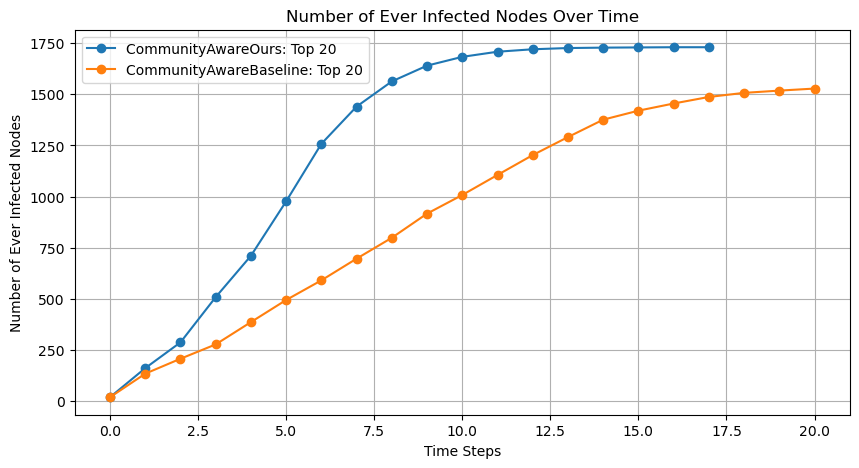 Number of Ever Infected Nodes Over Time
CommunityAwareOurs: Top 20
CommunityAwareBaseline: Top 20
Number of Ever Infected Nodes
1750
1500
1250
1000
750
500
250
0
0.0 2.5 5.0 7.5 10.0 12.5 15.0 17.5 20.0
Time Steps